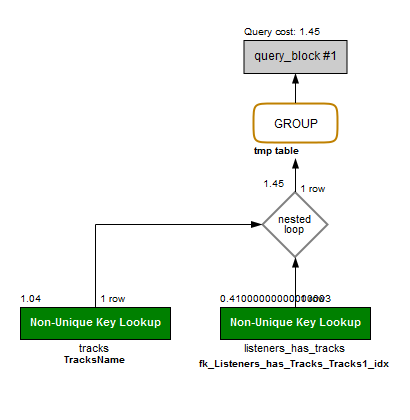 Query cost: 1.45
query_block #1
GROUP
tmp table
1.45
1 row
nested
loop
1.04
1 row
Non-Unique Key Lookup
tracks
TracksName
Non-Unique Key Lookup
listeners_has_tracks
fk_Listeners_has_Tracks_Tracks1_idx